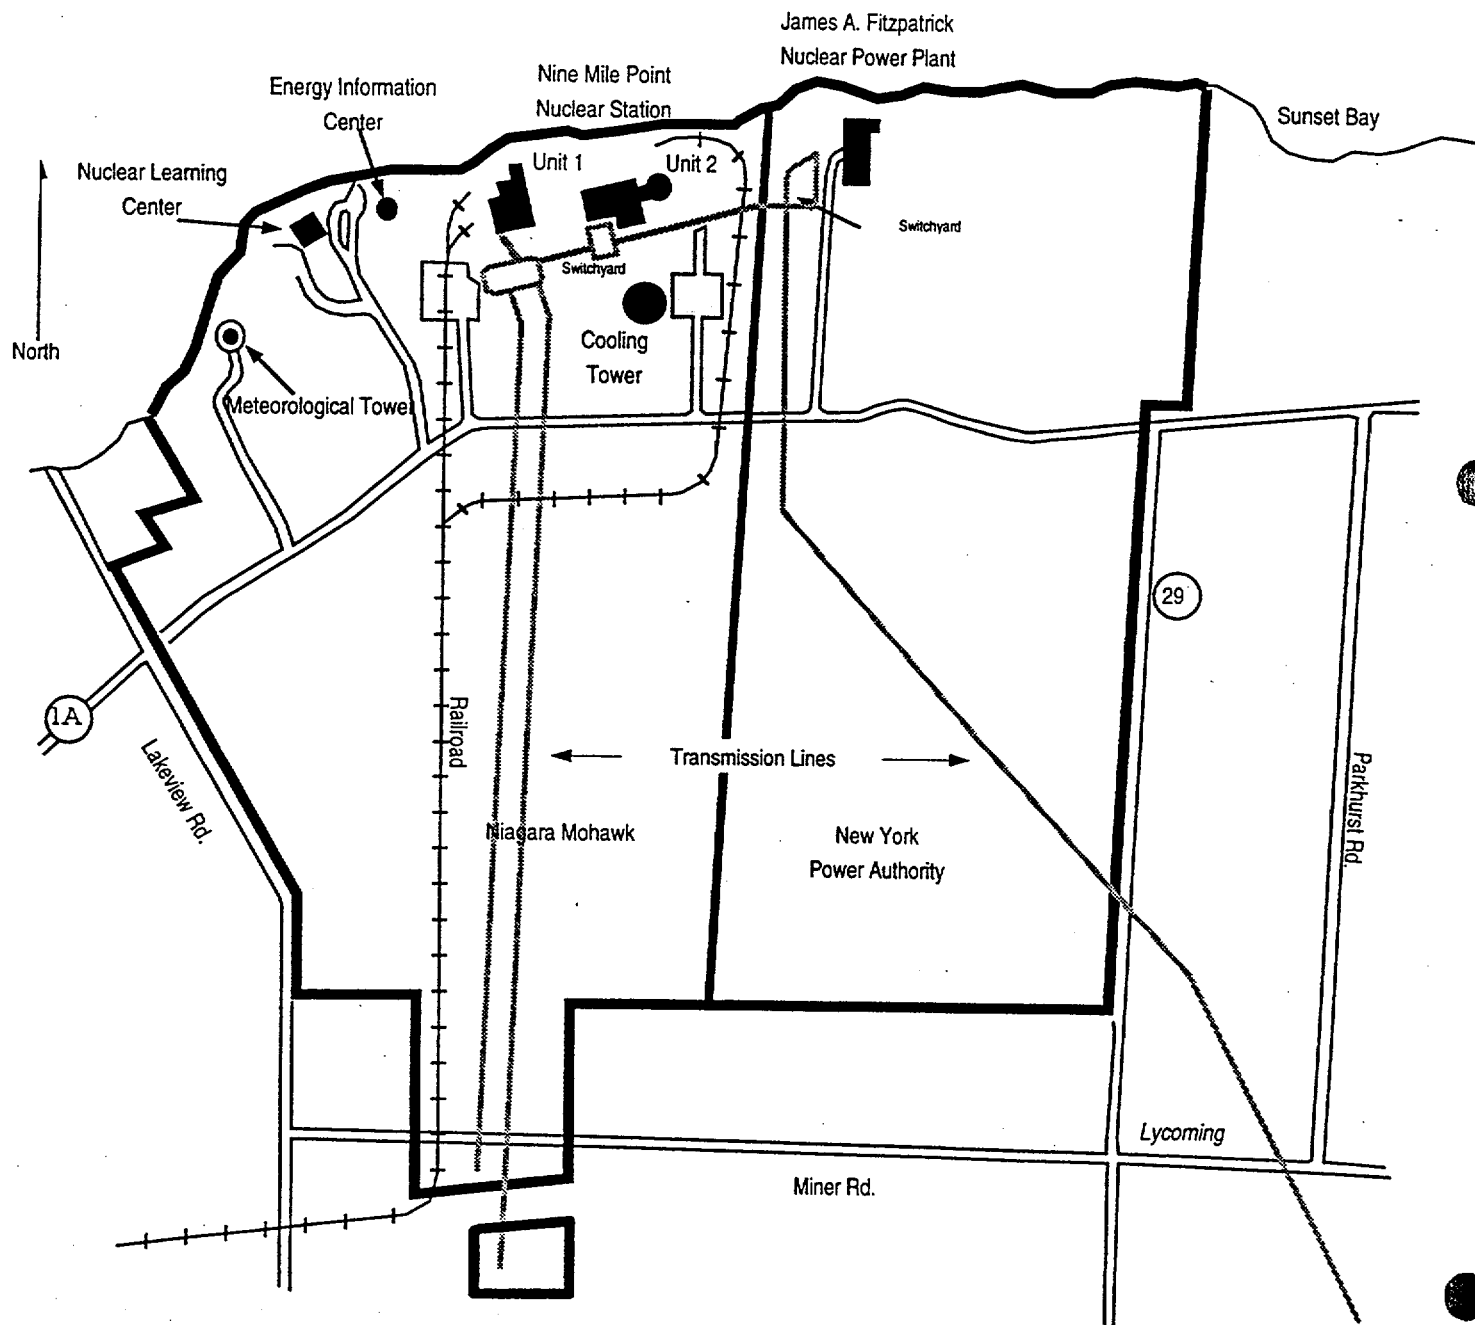 James A. Fitzpatrick
Nuclear Power Plant
Nine Mile Point
Nuclear Station
Energy Information
Center
Sunset Bay
Unit 1
Unit 2
Nuclear Learning
Center
Switchyard
Switchyard
Cooling
Tower
North
Meteorological Tower
29
1A
Railroad
Lakeview Rd.
Transmission Lines
Parkhurst Rd.
Niagara Mohawk
New York
Power Authority
Lycoming
Miner Rd.